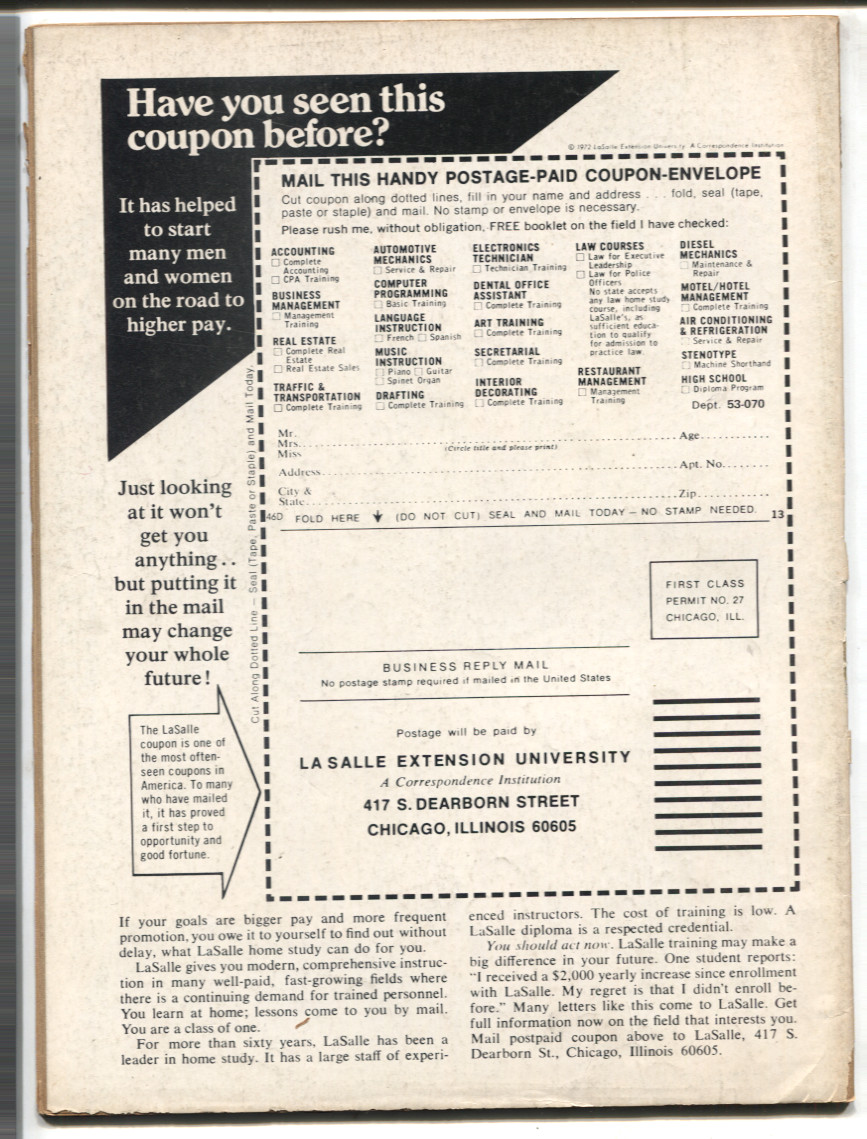 Have you seen this
coupon before?
© 1972 LaSalle Extension University A Correspondence Institution
It has helped
to start
many men
and women
on the road to
higher pay.
MAIL THIS HANDY POSTAGE-PAID COUPON-ENVELOPE
Cut coupon along dotted lines, fill in your name and address . . . fold, seal (tape,
paste or staple) and mail. No stamp or envelope is necessary.
Please rush me, without obligation, FREE booklet on the field I have checked:
ACCOUNTING
☐ Complete
Accounting
☐ CPA Training
BUSINESS
MANAGEMENT
☐ Management
Training
REAL ESTATE
☐ Complete Real
Estate
☐ Real Estate Sales
TRAFFIC &
TRANSPORTATION
☐ Complete Training
AUTOMOTIVE
MECHANICS
☐ Service & Repair
COMPUTER
PROGRAMMING
☐ Basic Training
LANGUAGE
INSTRUCTION
☐ French ☐ Spanish
MUSIC
INSTRUCTION
☐ Piano ☐ Guitar
☐ Spinet Organ
DRAFTING
☐ Complete Training
ELECTRONICS
TECHNICIAN
☐ Technician Training
DENTAL OFFICE
ASSISTANT
☐ Complete Training
ART TRAINING
☐ Complete Training
SECRETARIAL
☐ Complete Training
INTERIOR
DECORATING
☐ Complete Training
LAW COURSES
☐ Law for Executive
Leadership
☐ Law for Police
Officers
No state accepts
any law home study
course, including
LaSalle's, as
sufficient educa-
tion to qualify
for admission to
practice law.
RESTAURANT
MANAGEMENT
☐ Management
Training
DIESEL
MECHANICS
☐ Maintenance &
Repair
MOTEL/HOTEL
MANAGEMENT
☐ Complete Training
AIR CONDITIONING
& REFRIGERATION
☐ Service & Repair
STENOTYPE
☐ Machine Shorthand
HIGH SCHOOL
☐ Diploma Program
Dept. 53-070
Mr.
Mrs. Age
Miss (Circle title and please print)
Address Apt. No.
City &
State Zip
46D FOLD HERE ↓ (DO NOT CUT) SEAL AND MAIL TODAY – NO STAMP NEEDED. 13
Cut Along Dotted Line — Seal (Tape, Paste or Staple) and Mail Today.
Just looking
at it won't
get you
anything . .
but putting it
in the mail
may change
your whole
future!
The LaSalle
coupon is one of
the most often-
seen coupons in
America. To many
who have mailed
it, it has proved
a first step to
opportunity and
good fortune.
FIRST CLASS
PERMIT NO. 27
CHICAGO, ILL.
BUSINESS REPLY MAIL
No postage stamp required if mailed in the United States
Postage will be paid by
LA SALLE EXTENSION UNIVERSITY
A Correspondence Institution
417 S. DEARBORN STREET
CHICAGO, ILLINOIS 60605
If your goals are bigger pay and more frequent
promotion, you owe it to yourself to find out without
delay, what LaSalle home study can do for you.
LaSalle gives you modern, comprehensive instruc-
tion in many well-paid, fast-growing fields where
there is a continuing demand for trained personnel.
You learn at home; lessons come to you by mail.
You are a class of one.
For more than sixty years, LaSalle has been a
leader in home study. It has a large staff of experi-
enced instructors. The cost of training is low. A
LaSalle diploma is a respected credential.
You should act now. LaSalle training may make a
big difference in your future. One student reports:
"I received a $2,000 yearly increase since enrollment
with LaSalle. My regret is that I didn't enroll be-
fore." Many letters like this come to LaSalle. Get
full information now on the field that interests you.
Mail postpaid coupon above to LaSalle, 417 S.
Dearborn St., Chicago, Illinois 60605.